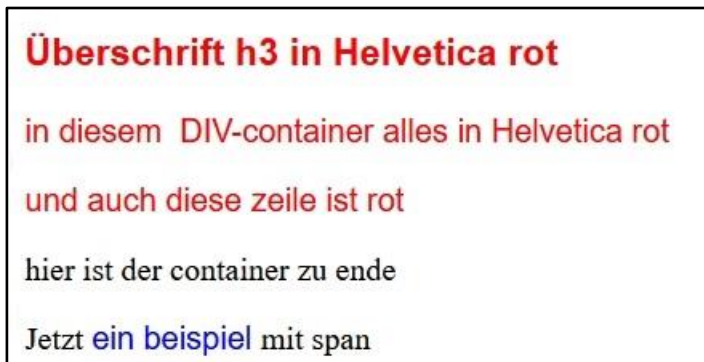 Überschrift h3 in Helvetica rot
in diesem  DIV-container alles in Helvetica rot
und auch diese zeile ist rot
hier ist der container zu ende
Jetzt ein beispiel mit span